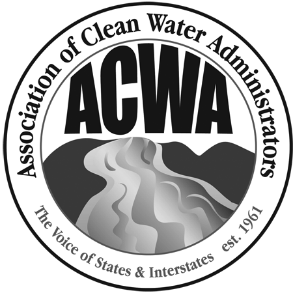 Association of Clean Water Administrators
ACWA
The Voice of States & Interstates est. 1961